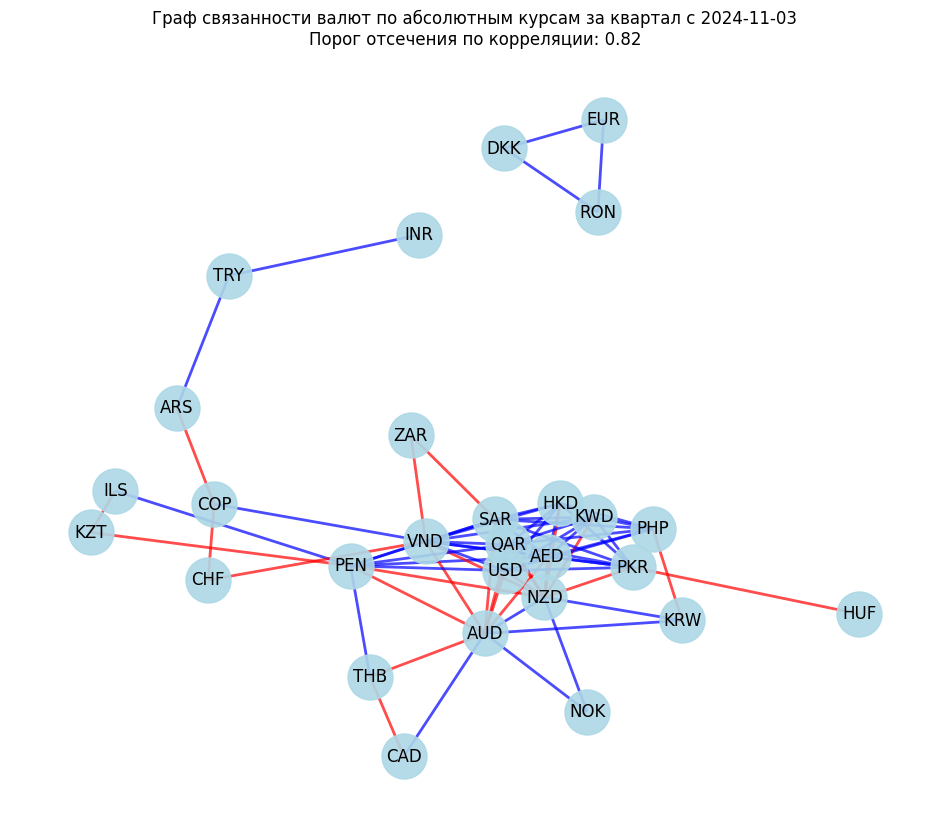 Граф связанности валют по абсолютным курсам за квартал с 2024-11-03
Порог отсечения по корреляции: 0.82
EUR
DKK
RON
INR
TRY
ARS
ZAR
ILS
COP
HKD
KWD
SAR
PHP
KZT
VND
QAR
AED
PEN
USD
PKR
CHF
NZD
HUF
KRW
AUD
THB
NOK
CAD